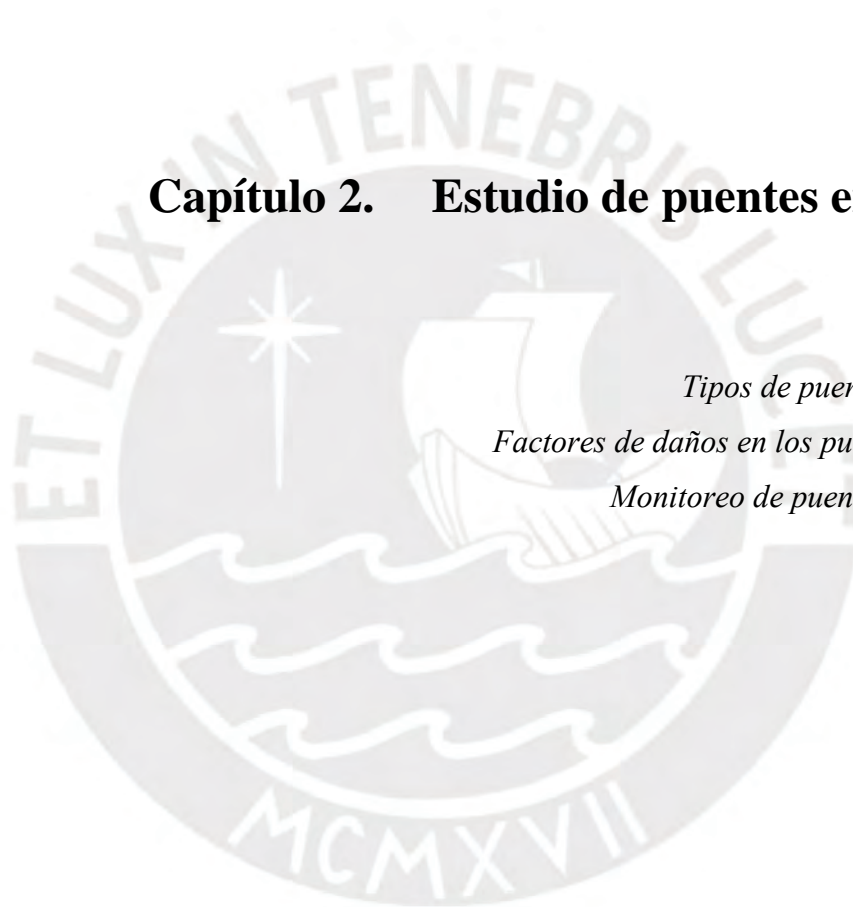 ET LUX IN TENEBRIS LUCET
Capítulo 2. Estudio de puentes
Tipos de
Factores de daños en los
Monitoreo de
MCMXVII